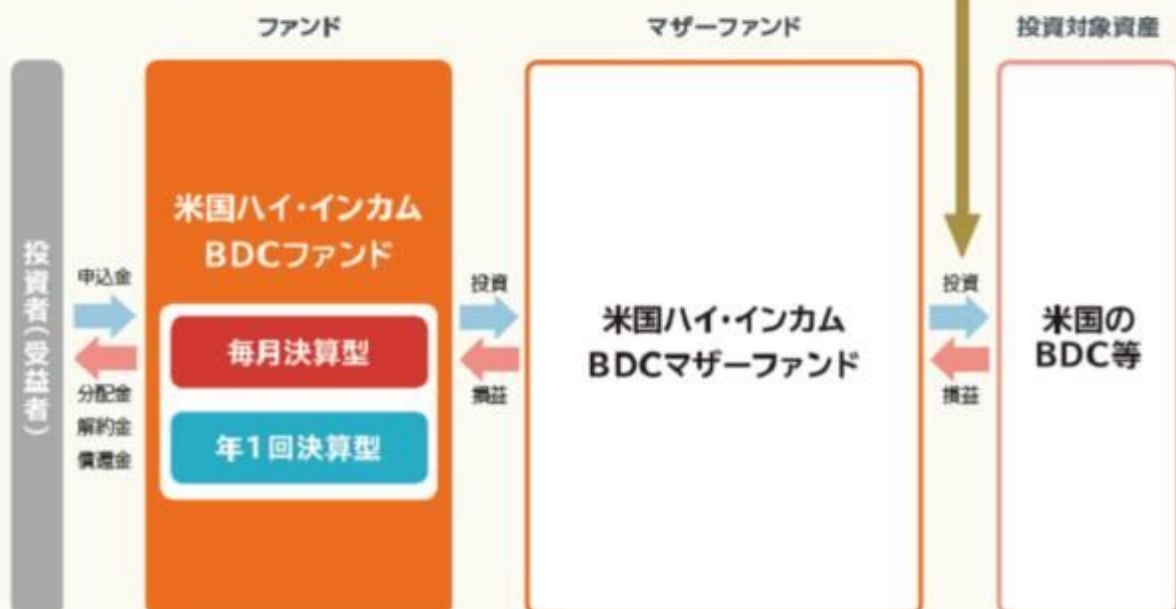 ファンド
マザーファンド
投資対象資産
投資者(受益者)
申込金
分配金
解約金
償還金
米国ハイ・インカム
BDCファンド
毎月決算型
年1回決算型
投資
損益
米国ハイ・インカム
BDCマザーファンド
投資
損益
米国の
BDC等